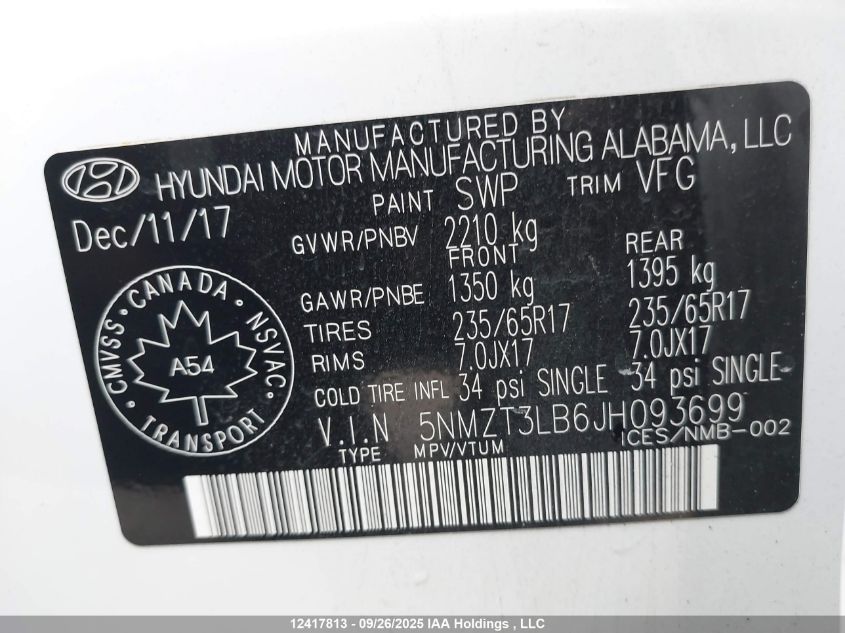 MANUFACTURED BY
HYUNDAI MOTOR MANUFACTURING ALABAMA, LLC
Dec/11/17
PAINT SWP TRIM VFG
GVWR/PNBV 2210 kg
FRONT REAR
GAWR/PNBE 1350 kg 1395 kg
TIRES 235/65R17 235/65R17
RIMS 7.0JX17 7.0JX17
COLD TIRE INFL 34 psi SINGLE 34 psi SINGLE
V.I.N 5NMZT3LB6JH093699
TYPE MPV/VTUM ICES/NMB-002
CMVSS • CANADA • NSVAC
A54
TRANSPORT
12417813 - 09/26/2025 IAA Holdings , LLC